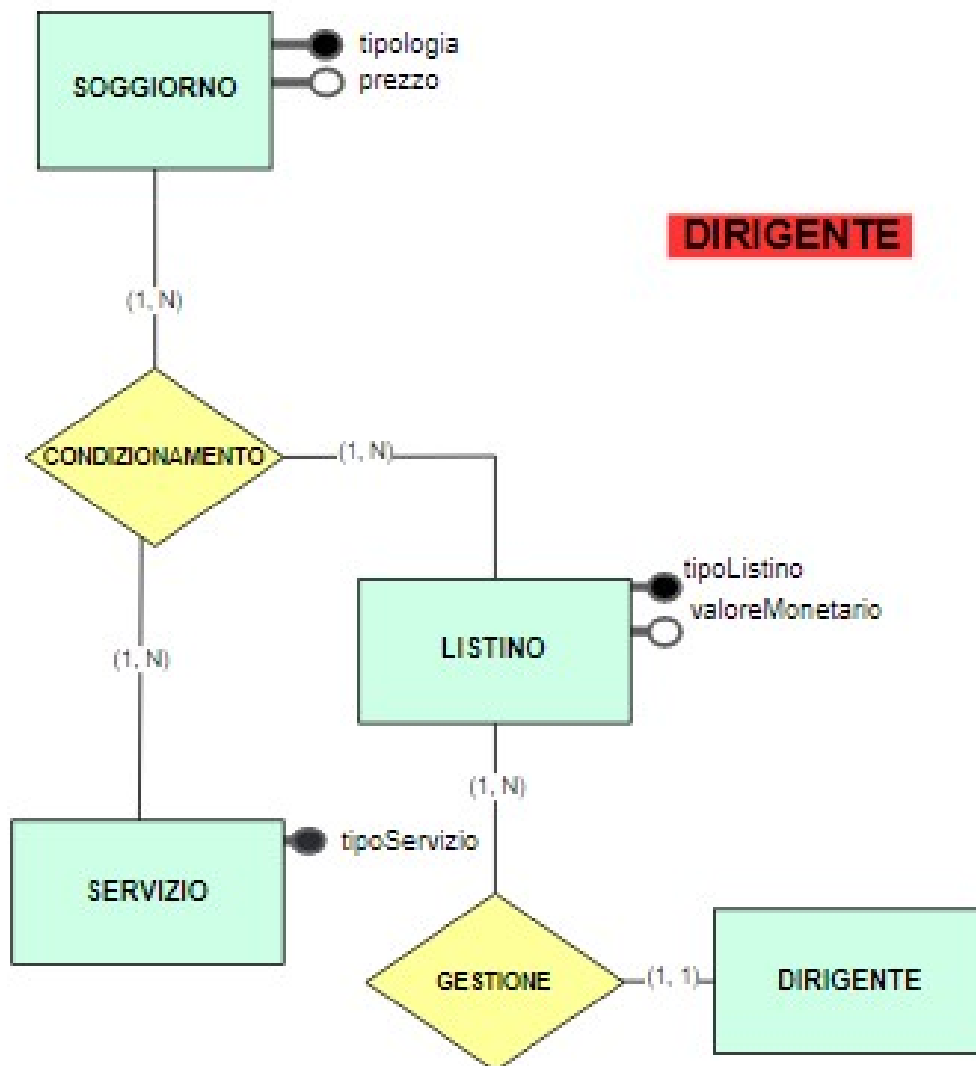 tipologia
SOGGIORNO
prezzo
DIRIGENTE
(1, N)
CONDIZIONAMENTO
(1, N)
tipoListino
valoreMonetario
LISTINO
(1, N)
(1, N)
tipoServizio
SERVIZIO
GESTIONE
(1, 1)
DIRIGENTE